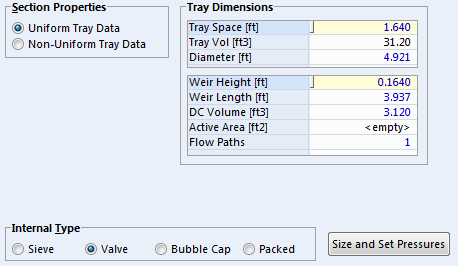 Section Properties
Uniform Tray Data
Non-Uniform Tray Data
Tray Dimensions
Tray Space [ft] 1.640
Tray Vol [ft3] 31.20
Diameter [ft] 4.921
Weir Height [ft] 0.1640
Weir Length [ft] 3.937
DC Volume [ft3] 3.120
Active Area [ft2] <empty>
Flow Paths 1
Internal Type
Sieve Valve Bubble Cap Packed
Size and Set Pressures